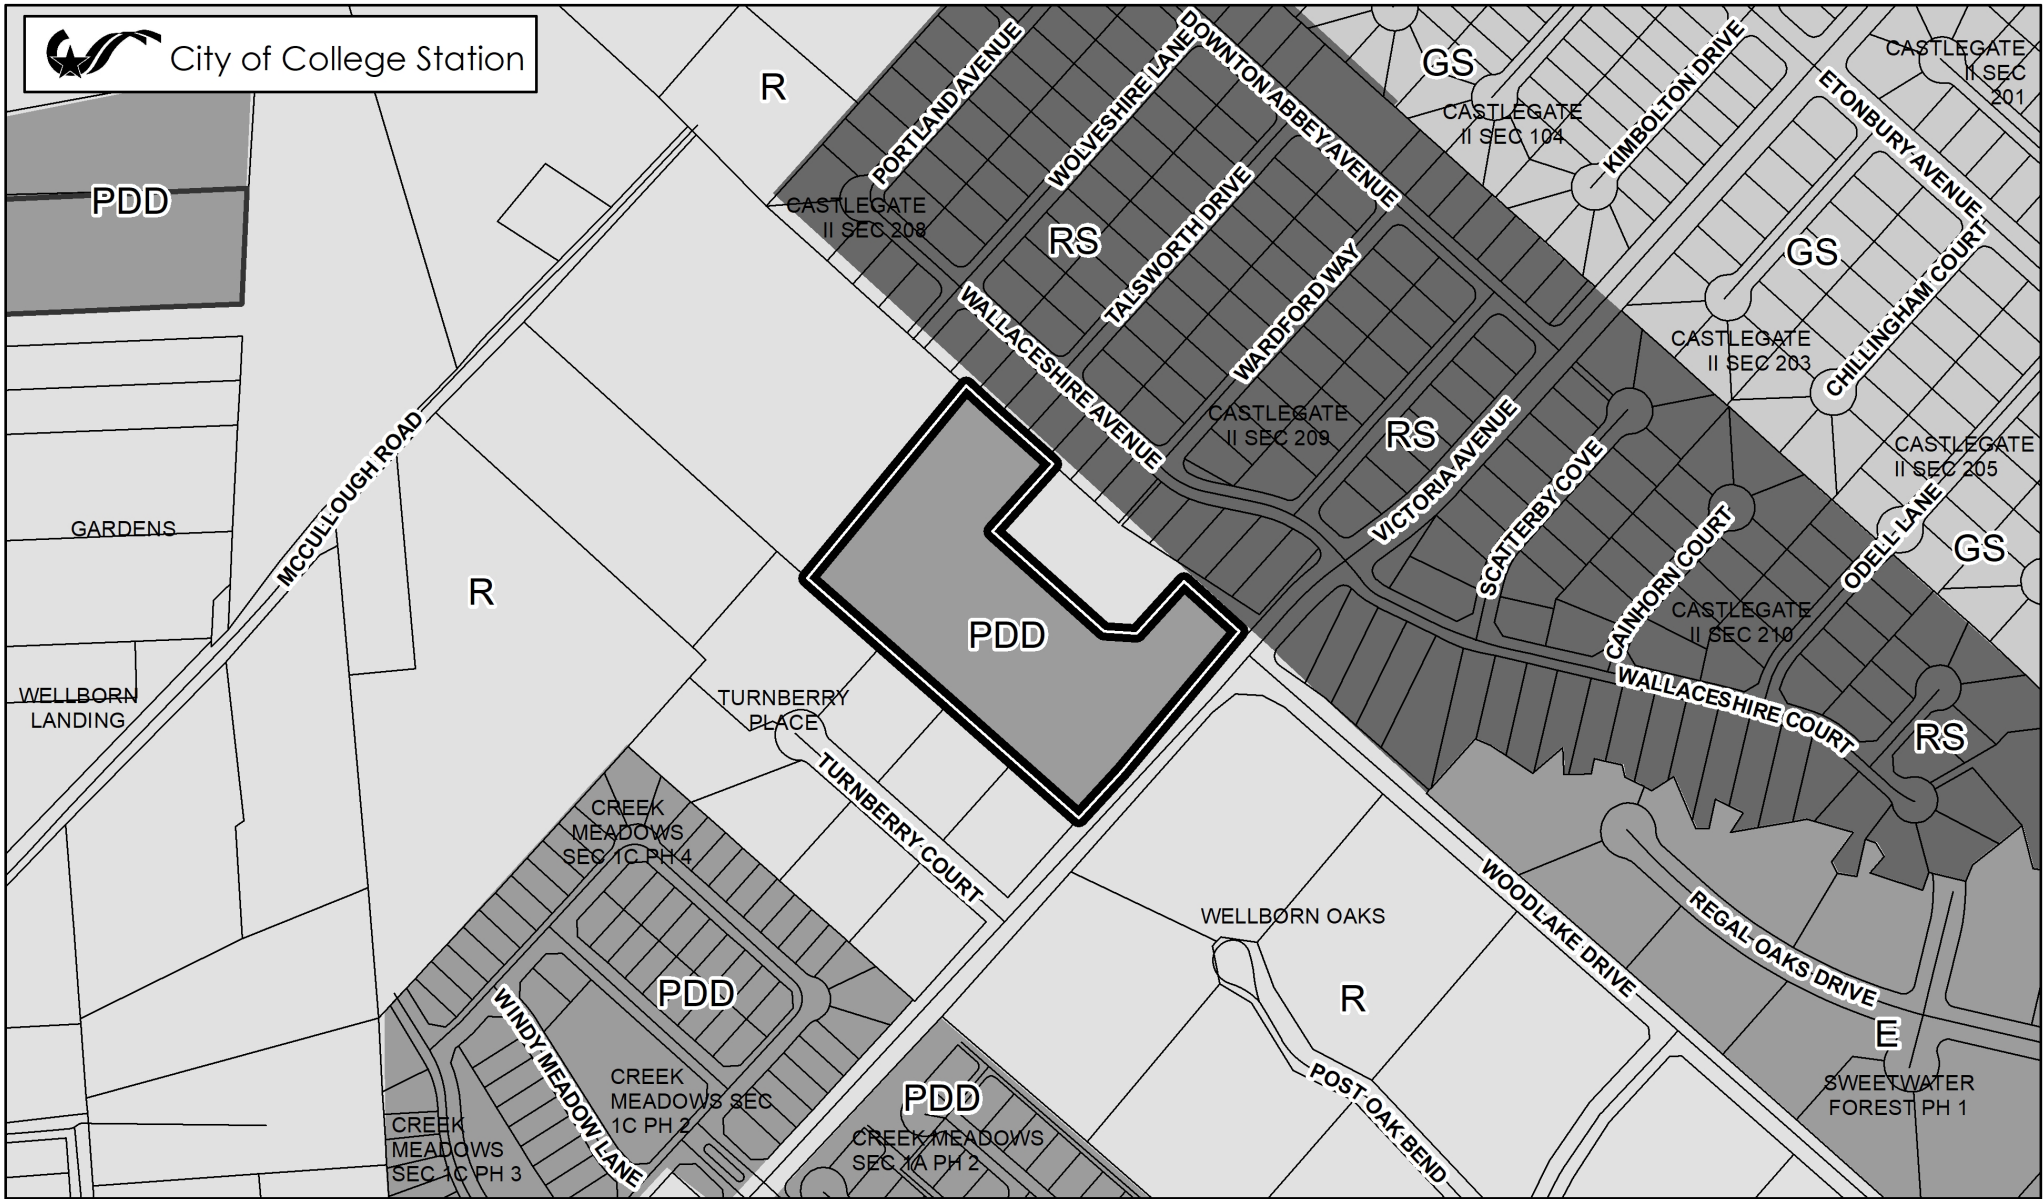 City of College Station
R
PORTLAND AVENUE
WOLVESHIRE LANE
DOWNTON ABBEY AVENUE
GS
CASTLEGATE
II SEC 104
KIMBOLTON DRIVE
CASTLEGATE
II SEC
201
ETONBURY AVENUE
PDD
CASTLEGATE
II SEC 208
RS
TALSWORTH DRIVE
WARDFORD WAY
GS
CHILLINGHAM COURT
WALLACESHIRE AVENUE
CASTLEGATE
II SEC 203
CASTLEGATE
II SEC 209
RS
VICTORIA AVENUE
SCATTERBY COVE
CASTLEGATE
II SEC 205
MCCULLOUGH ROAD
GARDENS
R
CAINHORN COURT
ODELL LANE
GS
PDD
CASTLEGATE
II SEC 210
WELLBORN
LANDING
TURNBERRY
PLACE
WALLACESHIRE COURT
RS
TURNBERRY COURT
CREEK
MEADOWS
SEC 1C PH 4
WOODLAKE DRIVE
REGAL OAKS DRIVE
WELLBORN OAKS
PDD
R
E
WINDY MEADOW LANE
CREEK
MEADOWS SEC
1C PH 2
PDD
POST OAK BEND
SWEETWATER
FOREST PH 1
CREEK
MEADOWS
SEC 1C PH 3
CREEK MEADOWS
SEC 1A PH 2